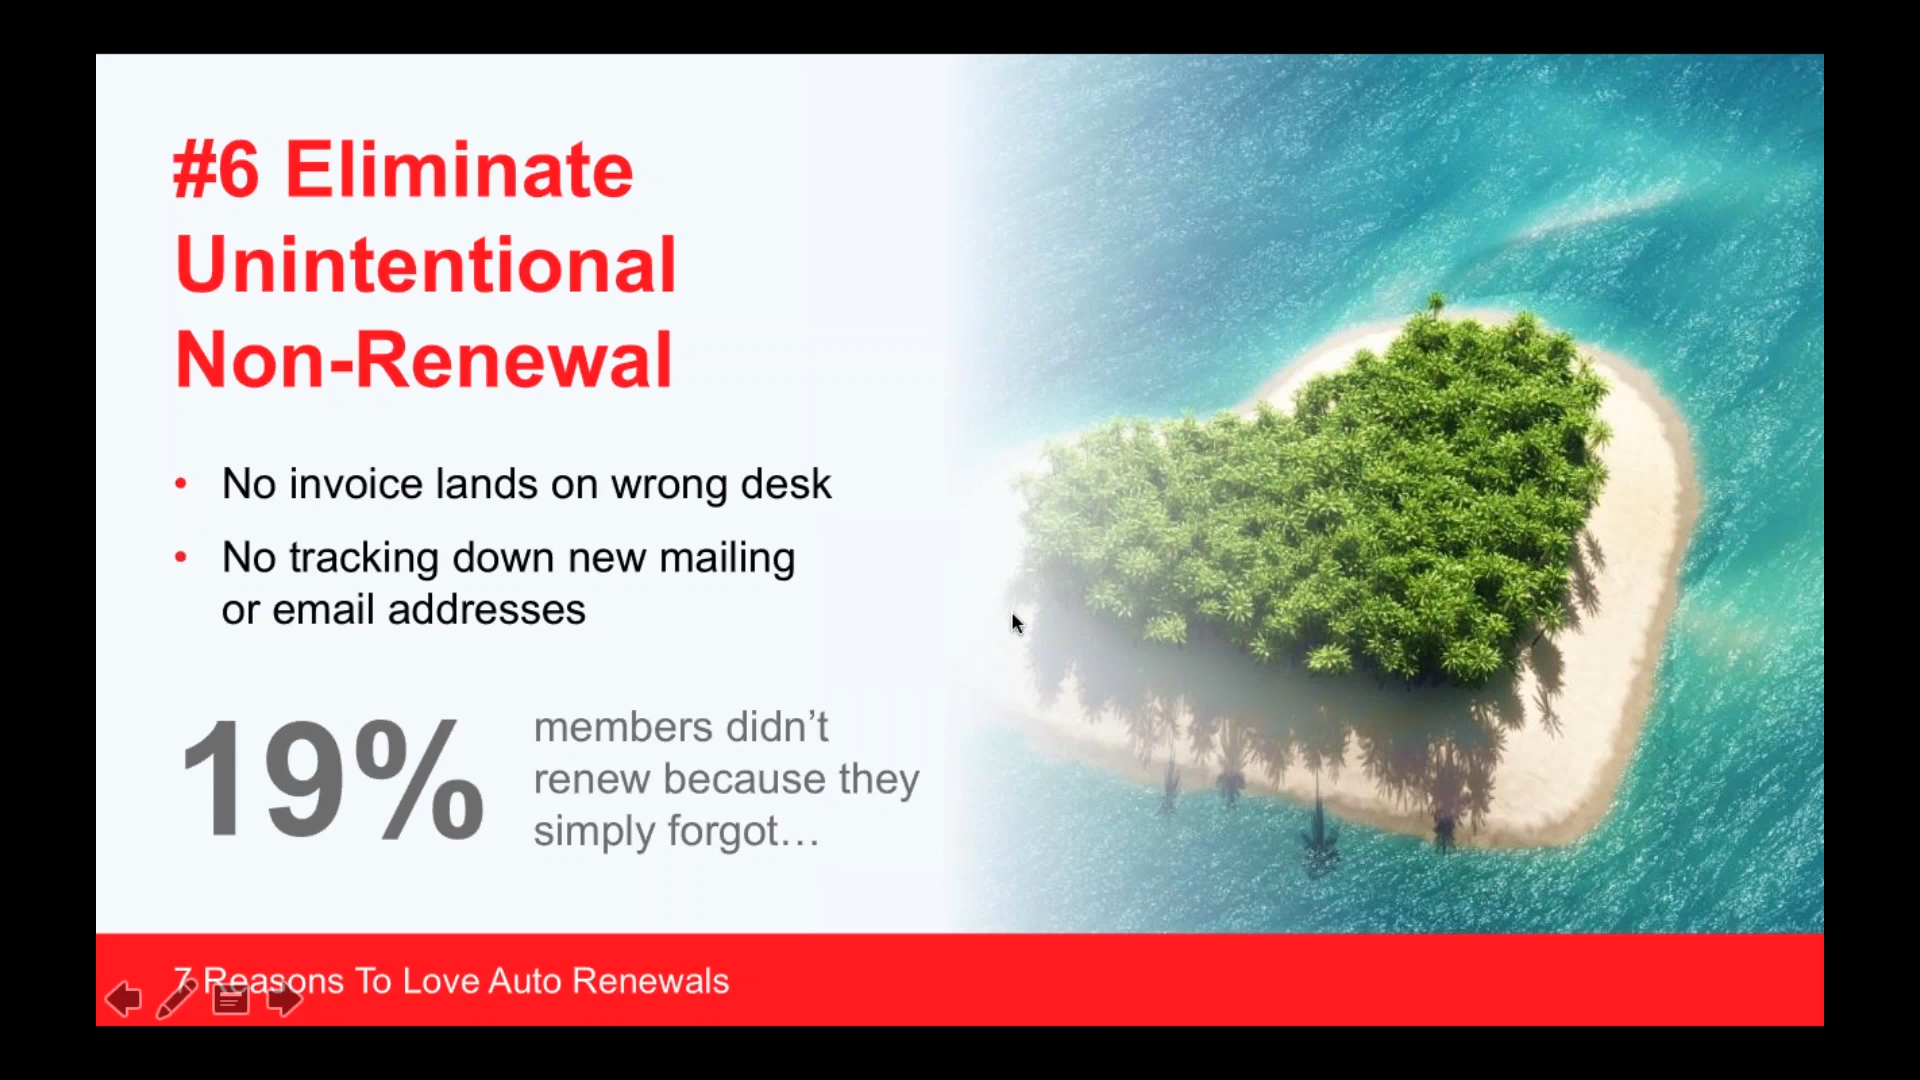 #6 Eliminate
Unintentional
Non-Renewal
• No invoice lands on wrong desk
• No tracking down new mailing
or email addresses
19%
members didn’t
renew because they
simply forgot…
7 Reasons To Love Auto Renewals